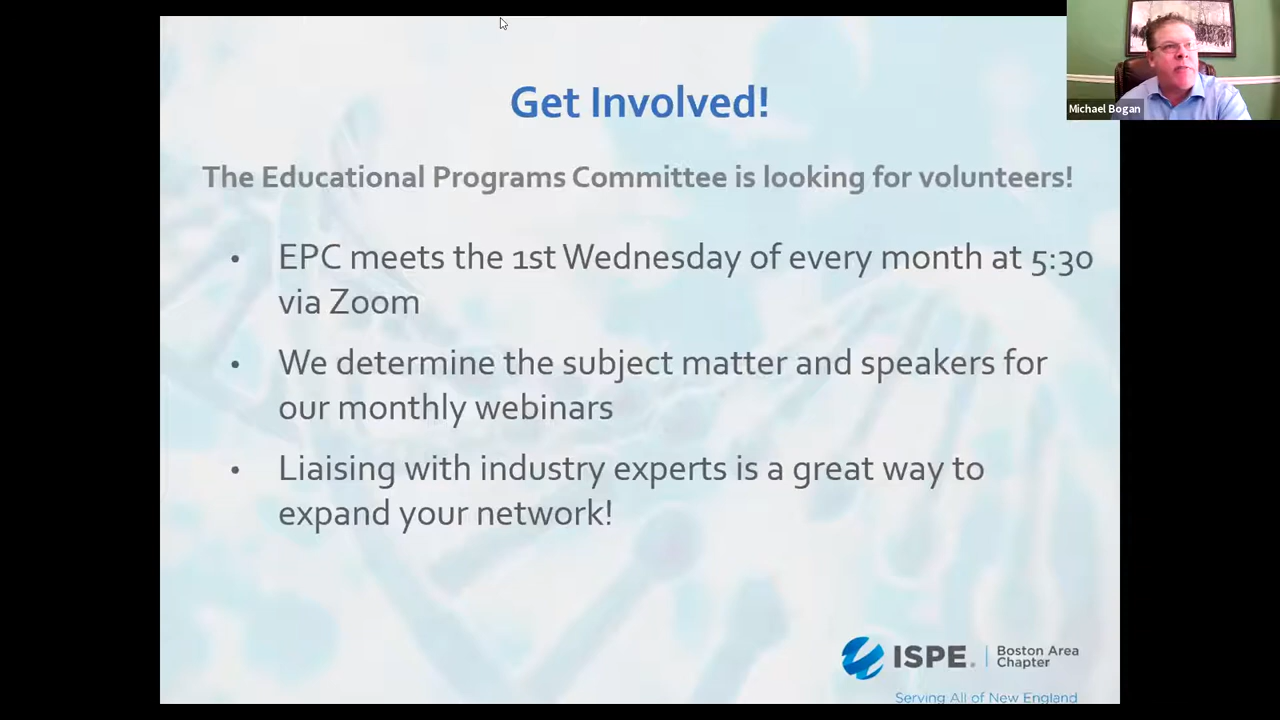 Get Involved!
Michael Bogan
The Educational Programs Committee is looking for volunteers!
• EPC meets the 1st Wednesday of every month at 5:30
via Zoom
• We determine the subject matter and speakers for
our monthly webinars
• Liaising with industry experts is a great way to
expand your network!
ISPE. | Boston Area
Chapter
Serving All of New England